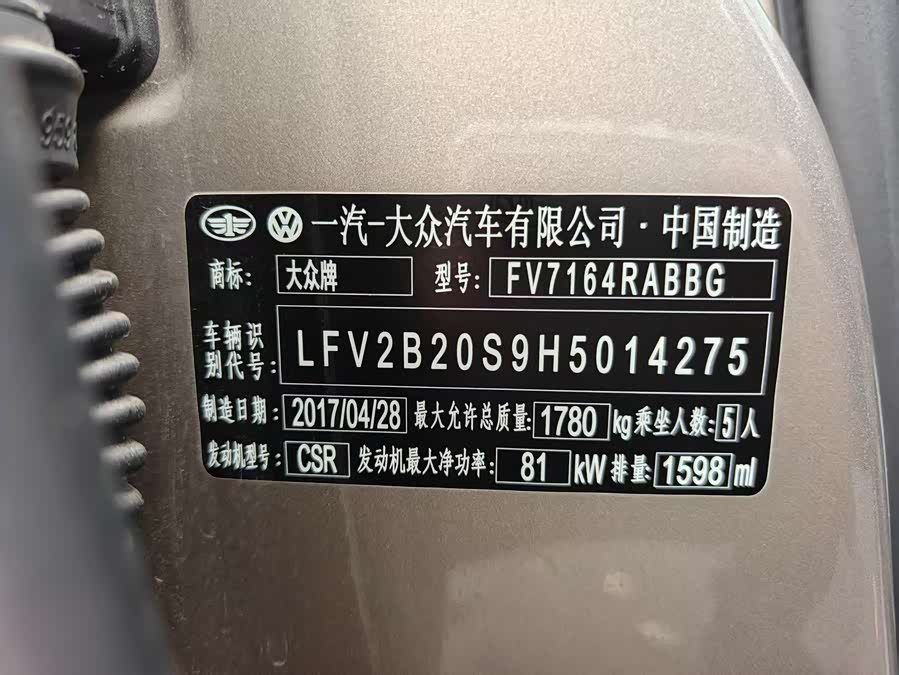 一汽-大众汽车有限公司·中国制造
商标: 大众牌 型号: FV7164RABBG
车辆识别代号: LFV2B20S9H5014275
制造日期: 2017/04/28 最大允许总质量: 1780 kg 乘坐人数: 5 人
发动机型号: CSR 发动机最大净功率: 81 kW 排量: 1598 ml